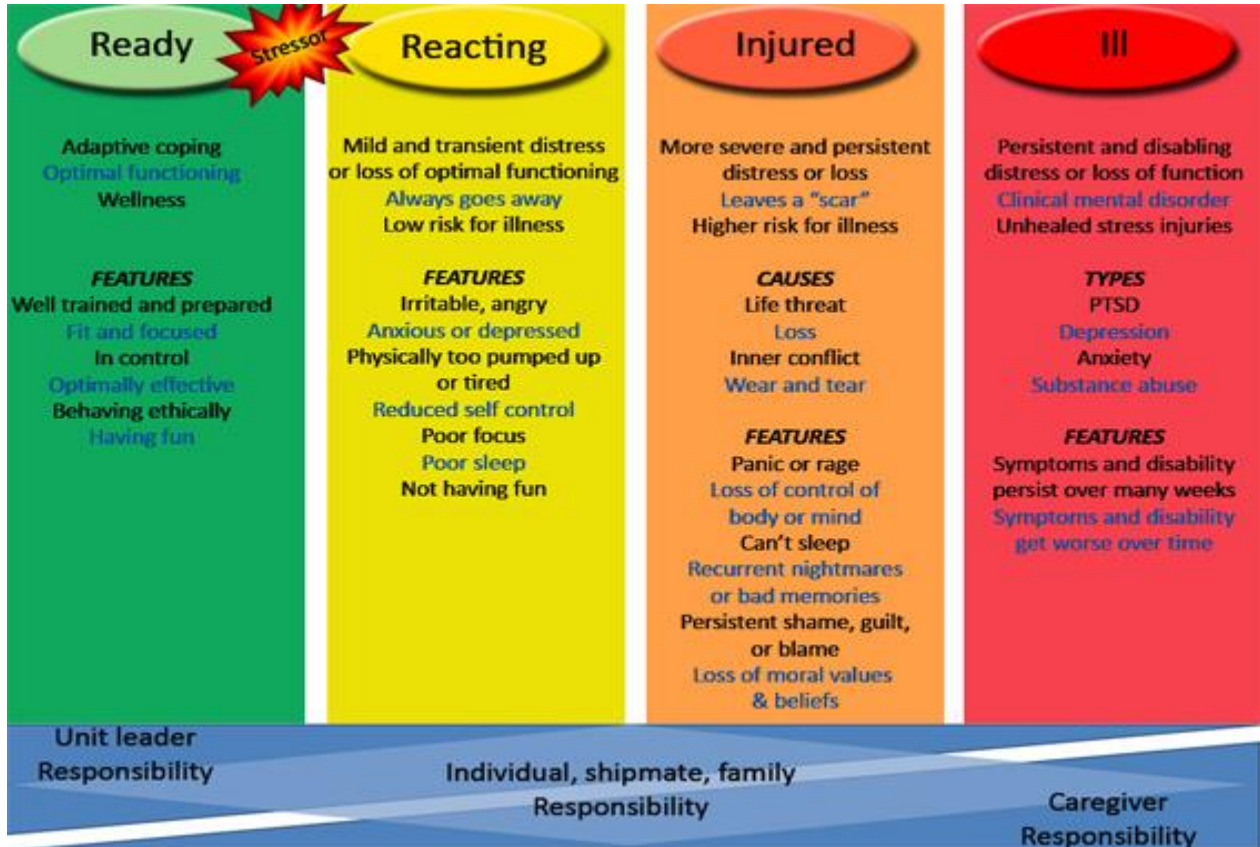 Ready
Stressor
Adaptive coping
Optimal functioning
Wellness
FEATURES
Well trained and prepared
Fit and focused
In control
Optimally effective
Behaving ethically
Having fun
Reacting
Mild and transient distress
or loss of optimal functioning
Always goes away
Low risk for illness
FEATURES
Irritable, angry
Anxious or depressed
Physically too pumped up
or tired
Reduced self control
Poor focus
Poor sleep
Not having fun
Injured
More severe and persistent
distress or loss
Leaves a "scar"
Higher risk for illness
CAUSES
Life threat
Loss
Inner conflict
Wear and tear
FEATURES
Panic or rage
Loss of control of
body or mind
Can't sleep
Recurrent nightmares
or bad memories
Persistent shame, guilt,
or blame
Loss of moral values
& beliefs
Ill
Persistent and disabling
distress or loss of function
Clinical mental disorder
Unhealed stress injuries
TYPES
PTSD
Depression
Anxiety
Substance abuse
FEATURES
Symptoms and disability
persist over many weeks
Symptoms and disability
get worse over time
Unit leader
Responsibility
Individual, shipmate, family
Responsibility
Caregiver
Responsibility